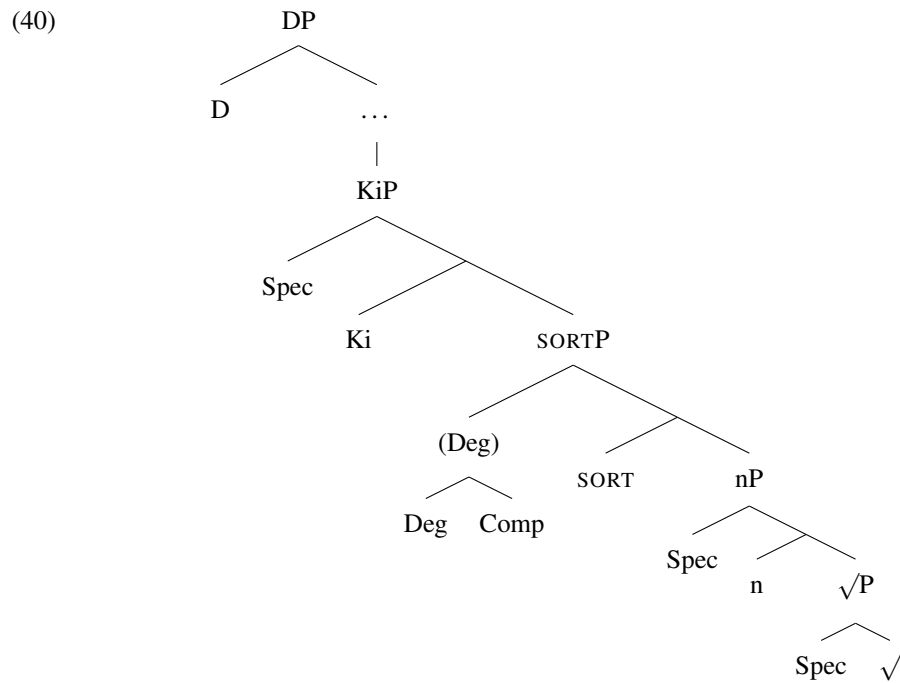 (40) DP
D ...
KiP
Spec
Ki SORTP
(Deg) SORT nP
Deg Comp Spec n √P
Spec √